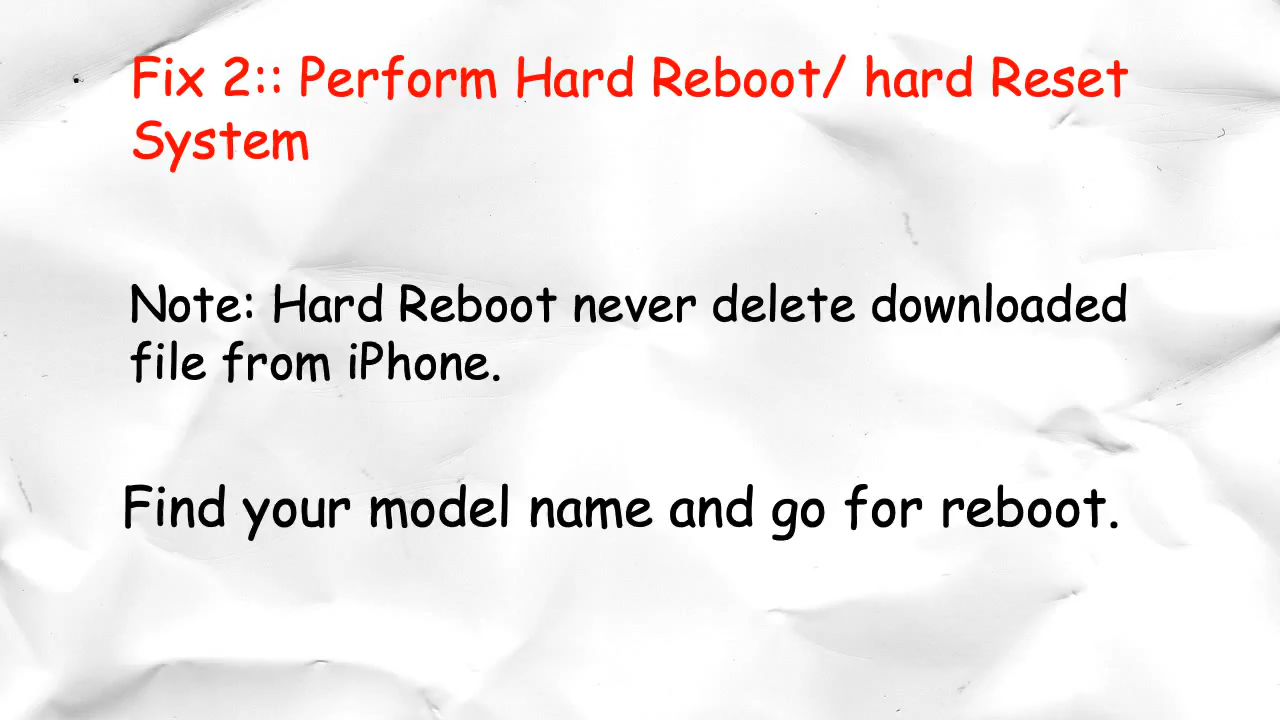 Fix 2:: Perform Hard Reboot/ hard Reset
System
Note: Hard Reboot never delete downloaded
file from iPhone.
Find your model name and go for reboot.